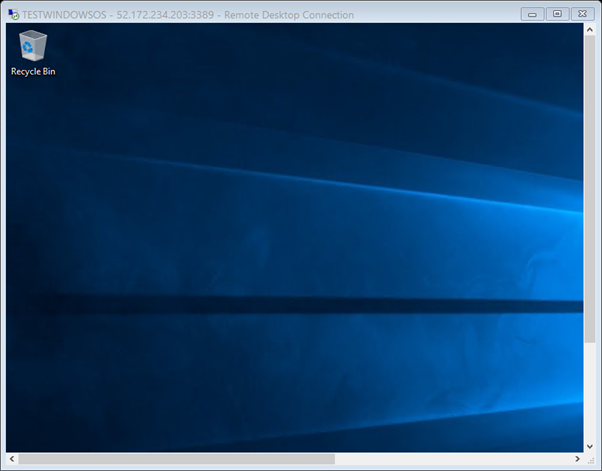 TESTWINDOWSOS - 52.172.234.203:3389 - Remote Desktop Connection
Recycle Bin